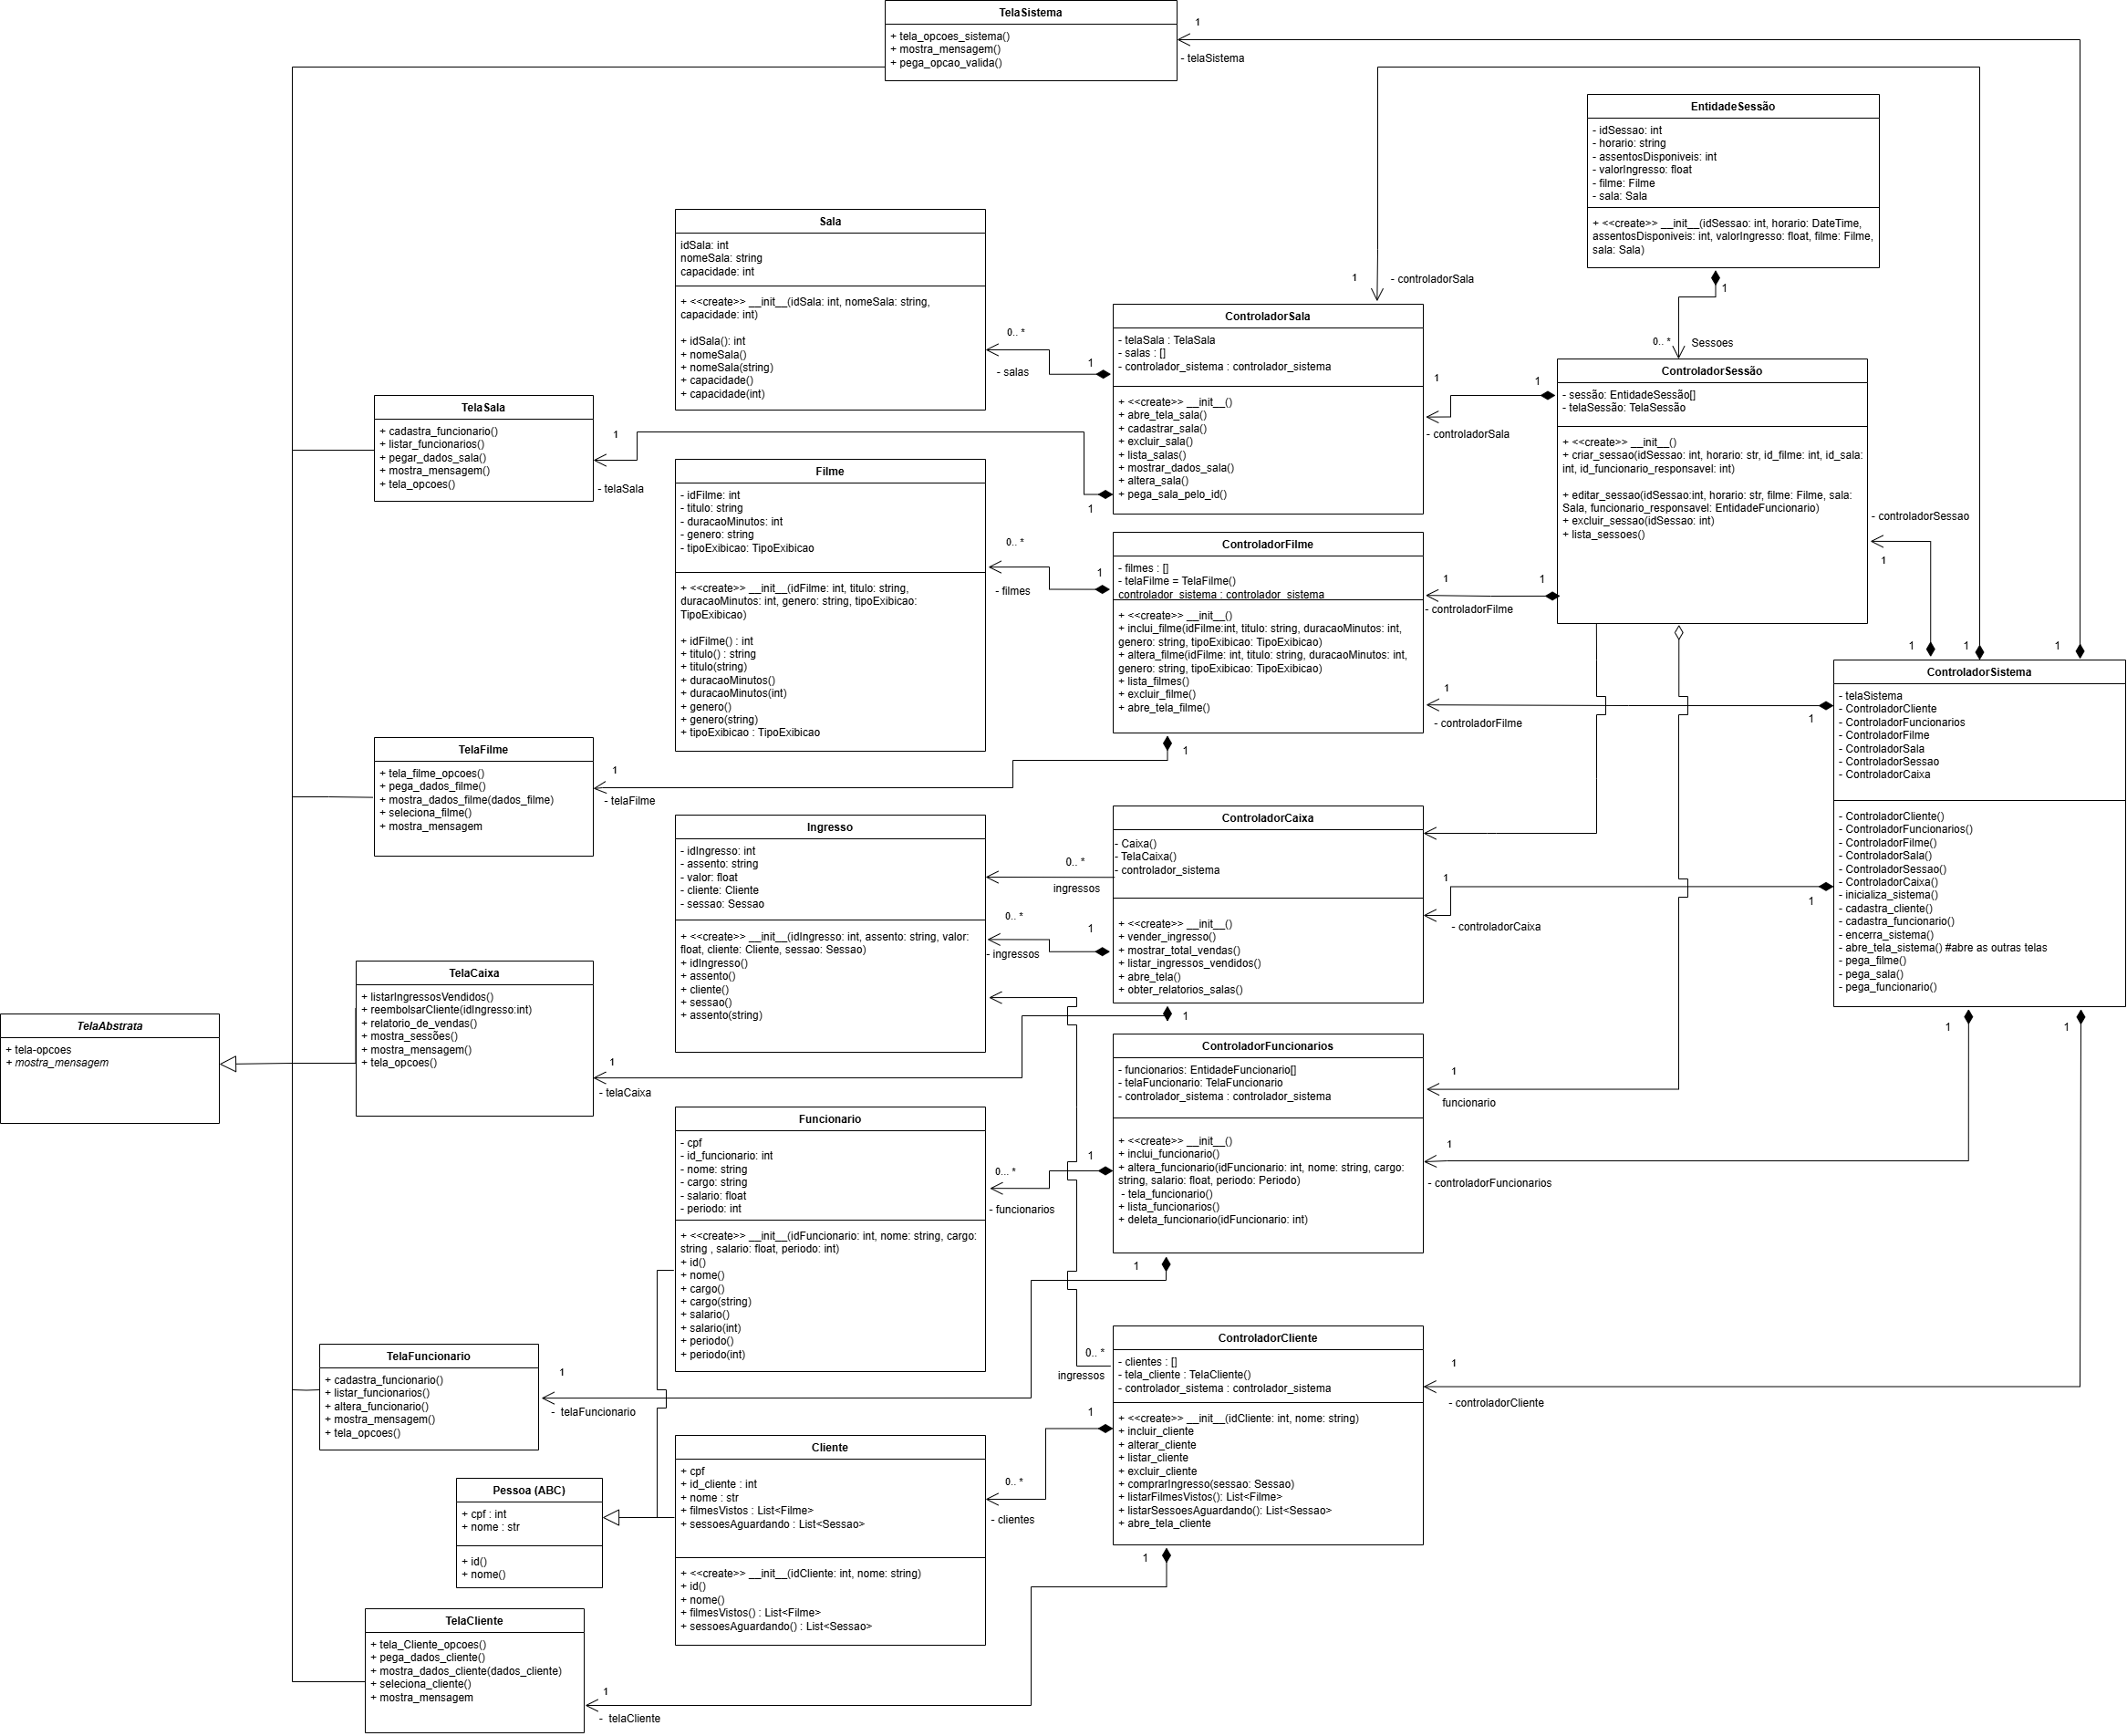 TelaSistema
+ tela_opcoes_sistema()
+ mostra_mensagem()
+ pega_opcao_valida()
1
- telaSistema
EntidadeSessão
- idSessao: int
- horario: string
- assentosDisponiveis: int
- valorIngresso: float
- filme: Filme
- sala: Sala
+ <<create>> __init__(idSessao: int, horario: DateTime,
assentosDisponiveis: int, valorIngresso: float, filme: Filme,
sala: Sala)
1
0.. *
Sessoes
Sala
idSala: int
nomeSala: string
capacidade: int
+ <<create>> __init__(idSala: int, nomeSala: string,
capacidade: int)
+ idSala(): int
+ nomeSala()
+ nomeSala(string)
+ capacidade()
+ capacidade(int)
0.. *
- salas
1
1
- controladorSala
ControladorSala
- telaSala : TelaSala
- salas : []
- controlador_sistema : controlador_sistema
+ <<create>> __init__()
+ abre_tela_sala()
+ cadastrar_sala()
+ excluir_sala()
+ lista_salas()
+ mostrar_dados_sala()
+ altera_sala()
+ pega_sala_pelo_id()
1
1
1
- controladorSala
ControladorSessão
- sessão: EntidadeSessão[]
- telaSessão: TelaSessão
+ <<create>> __init__()
+ criar_sessao(idSessao: int, horario: str, id_filme: int, id_sala:
int, id_funcionario_responsavel: int)
+ editar_sessao(idSessao:int, horario: str, filme: Filme, sala:
Sala, funcionario_responsavel: EntidadeFuncionario)
+ excluir_sessao(idSessao: int)
+ lista_sessoes()
- controladorSessao
1
TelaSala
+ cadastra_funcionario()
+ listar_funcionarios()
+ pegar_dados_sala()
+ mostra_mensagem()
+ tela_opcoes()
1
- telaSala
Filme
- idFilme: int
- titulo: string
- duracaoMinutos: int
- genero: string
- tipoExibicao: TipoExibicao
+ <<create>> __init__(idFilme: int, titulo: string,
duracaoMinutos: int, genero: string, tipoExibicao:
TipoExibicao)
+ idFilme() : int
+ titulo() : string
+ titulo(string)
+ duracaoMinutos()
+ duracaoMinutos(int)
+ genero()
+ genero(string)
+ tipoExibicao : TipoExibicao
0.. *
- filmes
1
ControladorFilme
- filmes : []
- telaFilme = TelaFilme()
controlador_sistema : controlador_sistema
+ <<create>> __init__()
+ inclui_filme(idFilme:int, titulo: string, duracaoMinutos: int,
genero: string, tipoExibicao: TipoExibicao)
+ altera_filme(idFilme: int, titulo: string, duracaoMinutos: int,
genero: string, tipoExibicao: TipoExibicao)
+ lista_filmes()
+ excluir_filme()
+ abre_tela_filme()
1
1
1
- controladorFilme
1
- controladorFilme
1
1
1
1
ControladorSistema
- telaSistema
- ControladorCliente
- ControladorFuncionarios
- ControladorFilme
- ControladorSala
- ControladorSessao
- ControladorCaixa
- ControladorCliente()
- ControladorFuncionarios()
- ControladorFilme()
- ControladorSala()
- ControladorSessao()
- ControladorCaixa()
- inicializa_sistema()
- cadastra_cliente()
- cadastra_funcionario()
- encerra_sistema()
- abre_tela_sistema() #abre as outras telas
- pega_filme()
- pega_sala()
- pega_funcionario()
1
1
1
TelaFilme
+ tela_filme_opcoes()
+ pega_dados_filme()
+ mostra_dados_filme(dados_filme)
+ seleciona_filme()
+ mostra_mensagem
1
- telaFilme
Ingresso
- idIngresso: int
- assento: string
- valor: float
- cliente: Cliente
- sessao: Sessao
+ <<create>> __init__(idIngresso: int, assento: string, valor:
float, cliente: Cliente, sessao: Sessao)
+ idIngresso()
+ assento()
+ cliente()
+ sessao()
+ assento(string)
0.. *
ingressos
0.. *
- ingressos
1
ControladorCaixa
- Caixa()
- TelaCaixa()
- controlador_sistema
+ <<create>> __init__()
+ vender_ingresso()
+ mostrar_total_vendas()
+ listar_ingressos_vendidos()
+ abre_tela()
+ obter_relatorios_salas()
1
1
- controladorCaixa
TelaCaixa
+ listarIngressosVendidos()
+ reembolsarCliente(idIngresso:int)
+ relatorio_de_vendas()
+ mostra_sessões()
+ mostra_mensagem()
+ tela_opcoes()
1
- telaCaixa
TelaAbstrata
+ tela-opcoes
+ mostra_mensagem
ControladorFuncionarios
- funcionarios: EntidadeFuncionario[]
- telaFuncionario: TelaFuncionario
- controlador_sistema : controlador_sistema
+ <<create>> __init__()
+ inclui_funcionario()
+ altera_funcionario(idFuncionario: int, nome: string, cargo:
string, salario: float, periodo: Periodo)
- tela_funcionario()
+ lista_funcionarios()
+ deleta_funcionario(idFuncionario: int)
1
1
1
funcionario
1
- controladorFuncionarios
Funcionario
- cpf
- id_funcionario: int
- nome: string
- cargo: string
- salario: float
- periodo: int
+ <<create>> __init__(idFuncionario: int, nome: string, cargo:
string , salario: float, periodo: int)
+ id()
+ nome()
+ cargo()
+ cargo(string)
+ salario()
+ salario(int)
+ periodo()
+ periodo(int)
0... *
- funcionarios
TelaFuncionario
+ cadastra_funcionario()
+ listar_funcionarios()
+ altera_funcionario()
+ mostra_mensagem()
+ tela_opcoes()
1
- telaFuncionario
ControladorCliente
- clientes : []
- tela_cliente : TelaCliente()
- controlador_sistema : controlador_sistema
+ <<create>> __init__(idCliente: int, nome: string)
+ incluir_cliente
+ alterar_cliente
+ listar_cliente
+ excluir_cliente
+ comprarIngresso(sessao: Sessao)
+ listarFilmesVistos(): List<Filme>
+ listarSessoesAguardando(): List<Sessao>
+ abre_tela_cliente
0.. *
ingressos
1
1
1
- controladorCliente
Cliente
+ cpf
+ id_cliente : int
+ nome : str
+ filmesVistos : List<Filme>
+ sessoesAguardando : List<Sessao>
+ <<create>> __init__(idCliente: int, nome: string)
+ id()
+ nome()
+ filmesVistos() : List<Filme>
+ sessoesAguardando() : List<Sessao>
0.. *
- clientes
Pessoa (ABC)
+ cpf : int
+ nome : str
+ id()
+ nome()
TelaCliente
+ tela_Cliente_opcoes()
+ pega_dados_cliente()
+ mostra_dados_cliente(dados_cliente)
+ seleciona_cliente()
+ mostra_mensagem
1
- telaCliente